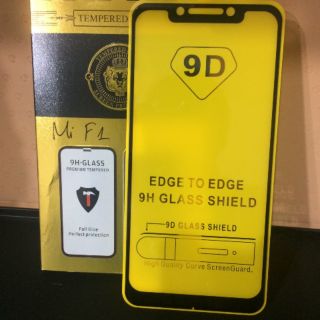 TEMPERED
Mi F1
9H-GLASS
PREMIUM TEMPERED
Full Glue
Perfect protection
9D
EDGE TO EDGE
9H GLASS SHIELD
9D GLASS SHIELD
High Quality Curve ScreenGuard.